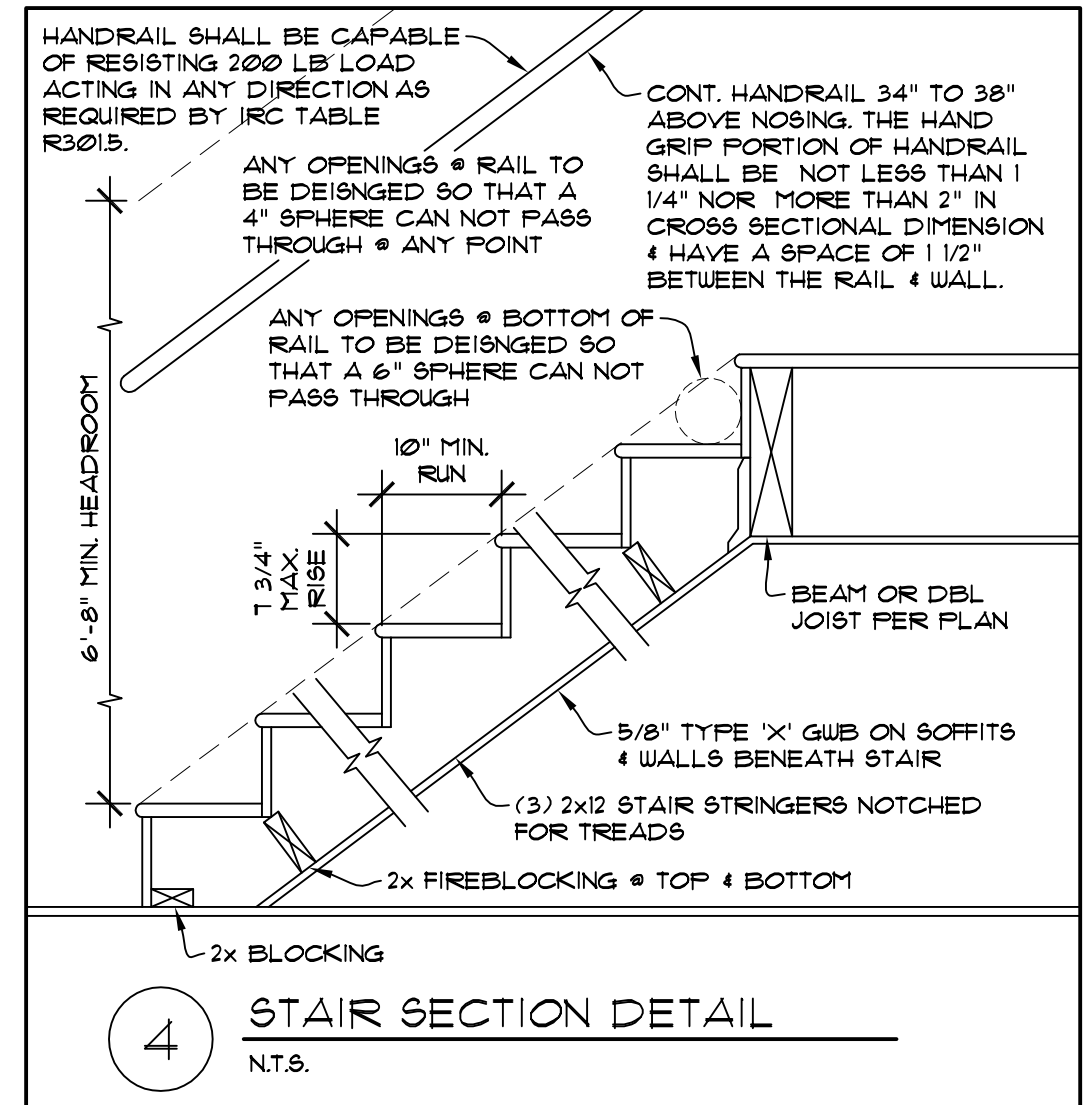 HANDRAIL SHALL BE CAPABLE
OF RESISTING 200 LB LOAD
ACTING IN ANY DIRECTION AS
REQUIRED BY IRC TABLE
R301.5.
CONT. HANDRAIL 34" TO 38"
ABOVE NOSING. THE HAND
GRIP PORTION OF HANDRAIL
SHALL BE NOT LESS THAN 1
1/4" NOR MORE THAN 2" IN
CROSS SECTIONAL DIMENSION
& HAVE A SPACE OF 1 1/2"
BETWEEN THE RAIL & WALL.
ANY OPENINGS @ RAIL TO
BE DEISNGED SO THAT A
4" SPHERE CAN NOT PASS
THROUGH @ ANY POINT
ANY OPENINGS @ BOTTOM OF
RAIL TO BE DEISNGED SO
THAT A 6" SPHERE CAN NOT
PASS THROUGH
6'-8" MIN. HEADROOM
10" MIN.
RUN
7 3/4"
MAX.
RISE
BEAM OR DBL
JOIST PER PLAN
5/8" TYPE 'X' GWB ON SOFFITS
& WALLS BENEATH STAIR
(3) 2x12 STAIR STRINGERS NOTCHED
FOR TREADS
2x FIREBLOCKING @ TOP & BOTTOM
2x BLOCKING
4
STAIR SECTION DETAIL
N.T.S.